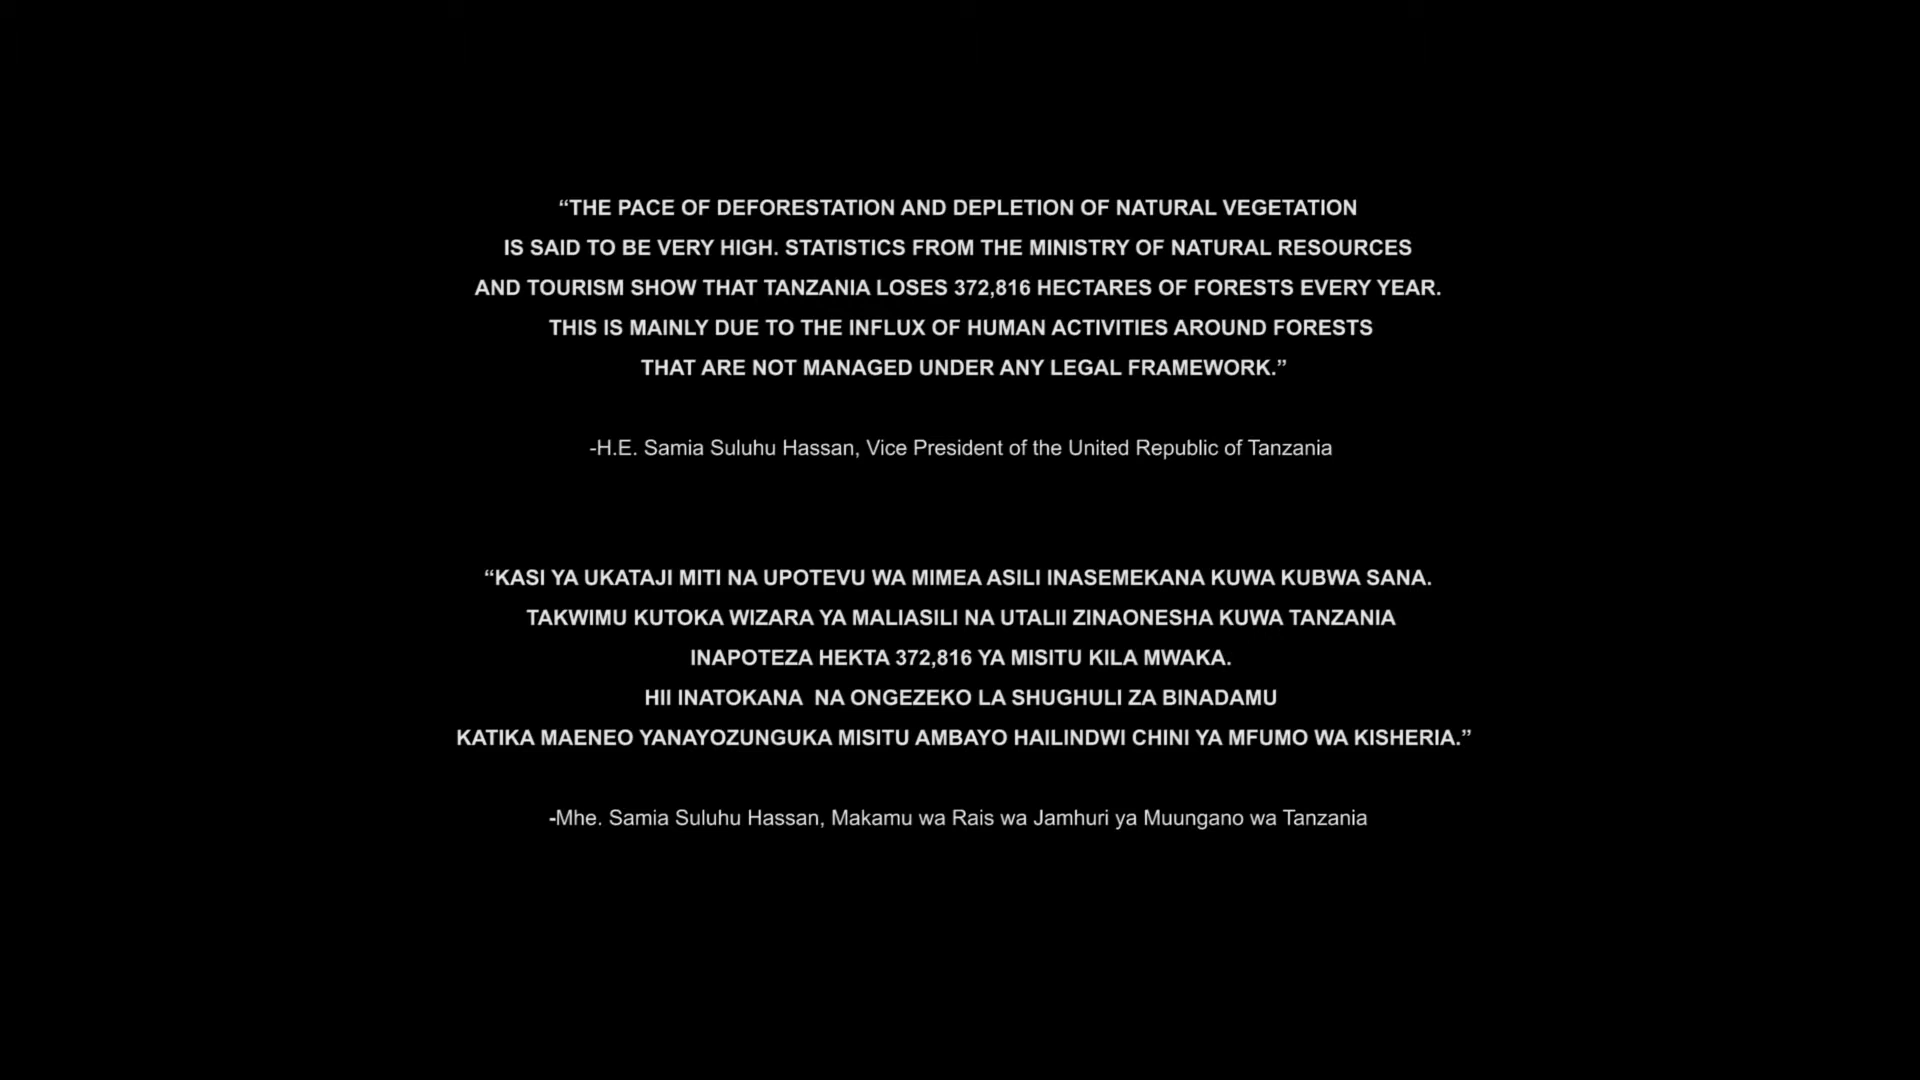 “THE PACE OF DEFORESTATION AND DEPLETION OF NATURAL VEGETATION
IS SAID TO BE VERY HIGH. STATISTICS FROM THE MINISTRY OF NATURAL RESOURCES
AND TOURISM SHOW THAT TANZANIA LOSES 372,816 HECTARES OF FORESTS EVERY YEAR.
THIS IS MAINLY DUE TO THE INFLUX OF HUMAN ACTIVITIES AROUND FORESTS
THAT ARE NOT MANAGED UNDER ANY LEGAL FRAMEWORK.”
-H.E. Samia Suluhu Hassan, Vice President of the United Republic of Tanzania
“KASI YA UKATAJI MITI NA UPOTEVU WA MIMEA ASILI INASEMEKANA KUWA KUBWA SANA.
TAKWIMU KUTOKA WIZARA YA MALIASILI NA UTALII ZINAONESHA KUWA TANZANIA
INAPOTEZA HEKTA 372,816 YA MISITU KILA MWAKA.
HII INATOKANA  NA ONGEZEKO LA SHUGHULI ZA BINADAMU
KATIKA MAENEO YANAYOZUNGUKA MISITU AMBAYO HAILINDWI CHINI YA MFUMO WA KISHERIA.”
-Mhe. Samia Suluhu Hassan, Makamu wa Rais wa Jamhuri ya Muungano wa Tanzania